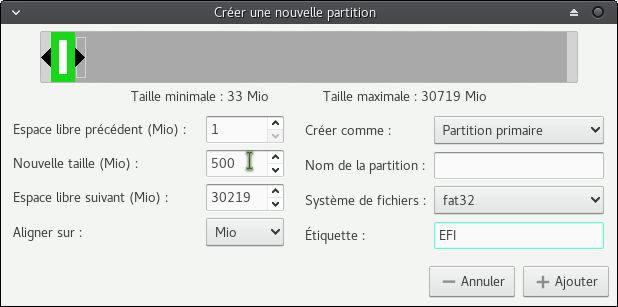 Créer une nouvelle partition
Taille minimale : 33 Mio Taille maximale : 30719 Mio
Espace libre précédent (Mio) : 1 Créer comme : Partition primaire
Nouvelle taille (Mio) : 500 Nom de la partition :
Espace libre suivant (Mio) : 30219 Système de fichiers : fat32
Aligner sur : Mio Étiquette : EFI
Annuler Ajouter